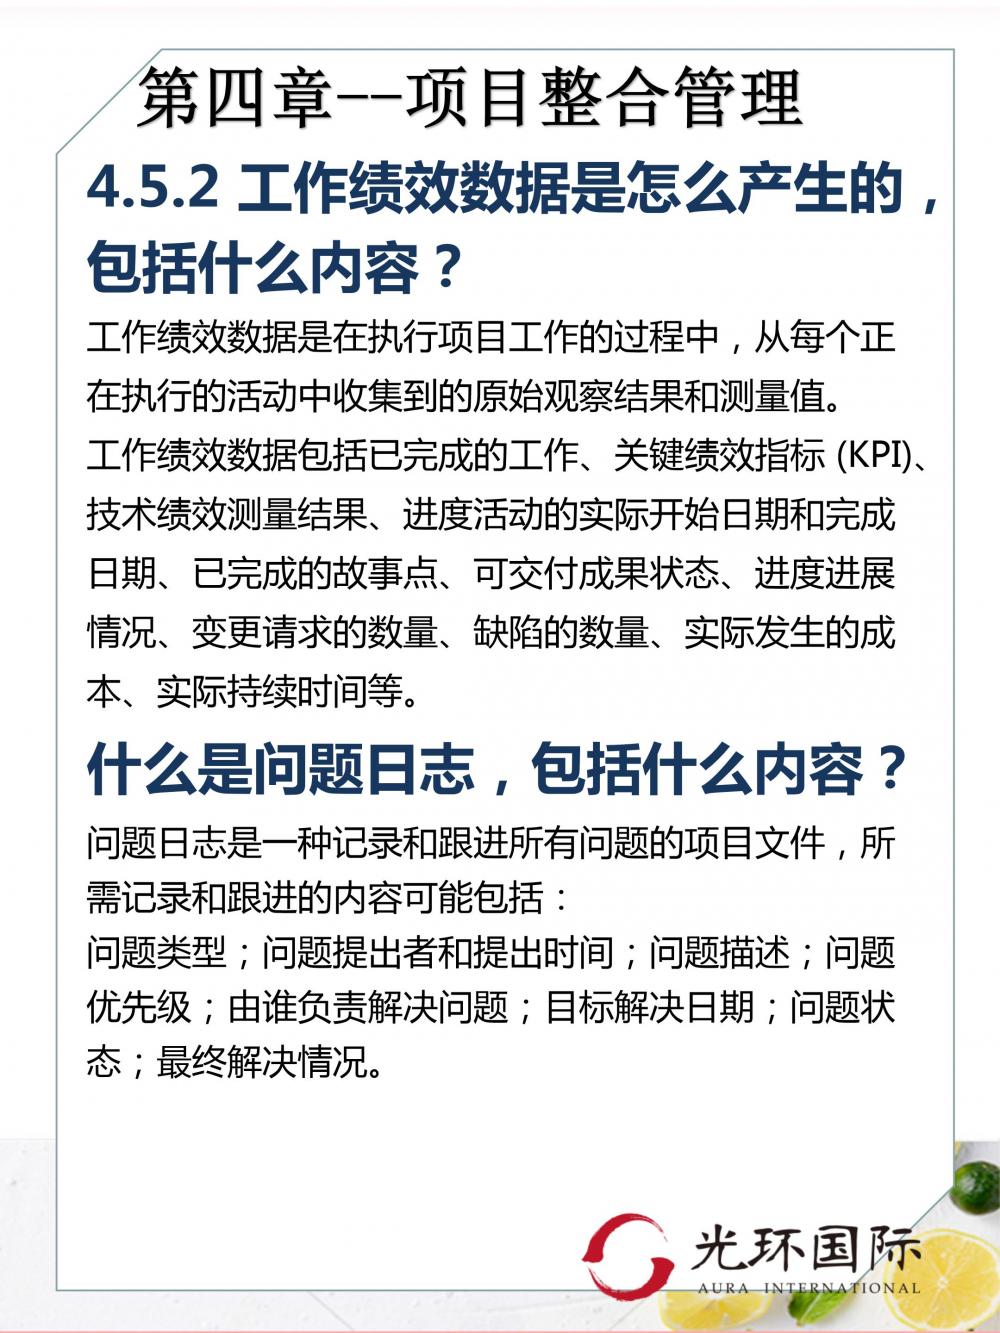 第四章--项目整合管理
4.5.2 工作绩效数据是怎么产生的，
包括什么内容？
工作绩效数据是在执行项目工作的过程中，从每个正
在执行的活动中收集到的原始观察结果和测量值。
工作绩效数据包括已完成的工作、关键绩效指标 (KPI)、
技术绩效测量结果、进度活动的实际开始日期和完成
日期、已完成的故事点、可交付成果状态、进度进展
情况、变更请求的数量、缺陷的数量、实际发生的成
本、实际持续时间等。
什么是问题日志，包括什么内容？
问题日志是一种记录和跟进所有问题的项目文件，所
需记录和跟进的内容可能包括：
问题类型；问题提出者和提出时间；问题描述；问题
优先级；由谁负责解决问题；目标解决日期；问题状
态；最终解决情况。
光环国际
AURA INTERNATIONAL